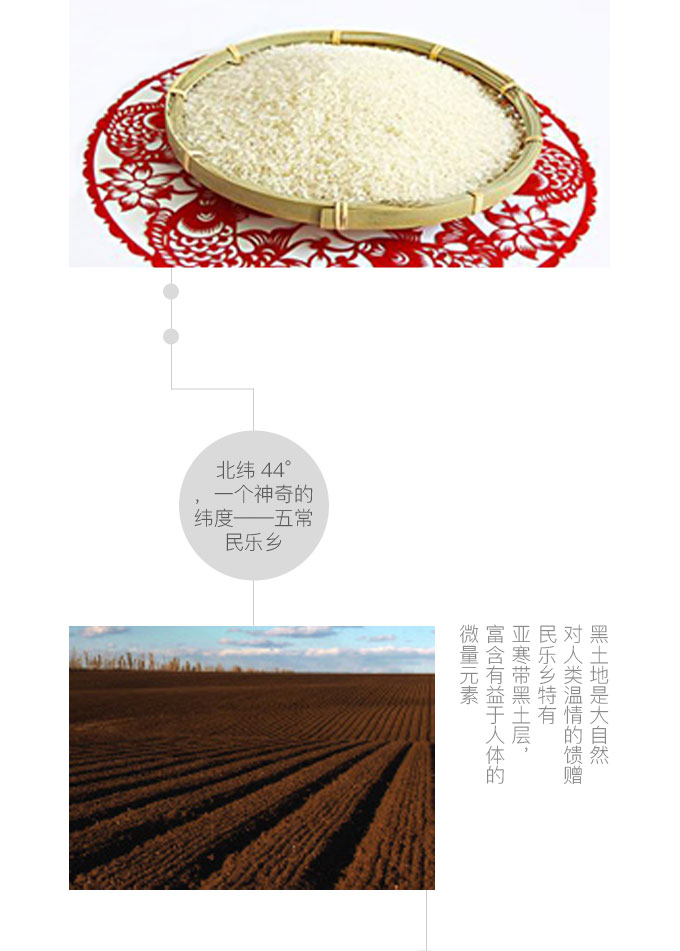 北纬 44°
，一个神奇的
纬度——五常
民乐乡
黑土地是大自然
对人类温情的馈赠
民乐乡特有
亚寒带黑土层，
富含有益于人体的
微量元素